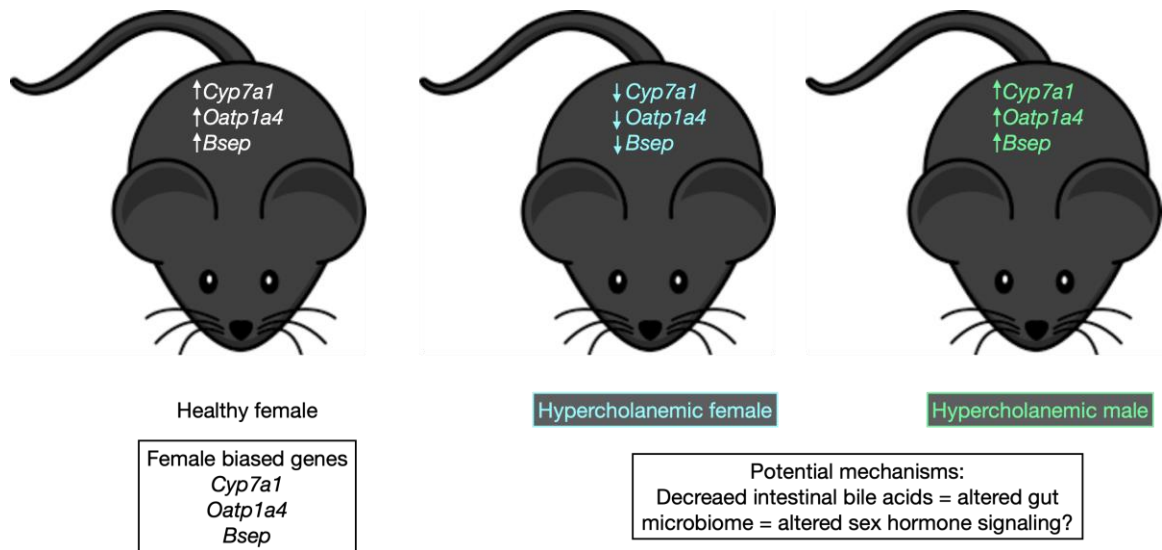 ↑Cyp7a1
↑Oatp1a4
↑Bsep
↓Cyp7a1
↓Oatp1a4
↓Bsep
↑Cyp7a1
↑Oatp1a4
↑Bsep
Healthy female
Hypercholanemic female
Hypercholanemic male
Female biased genes
Cyp7a1
Oatp1a4
Bsep
Potential mechanisms:
Decreaed intestinal bile acids = altered gut
microbiome = altered sex hormone signaling?